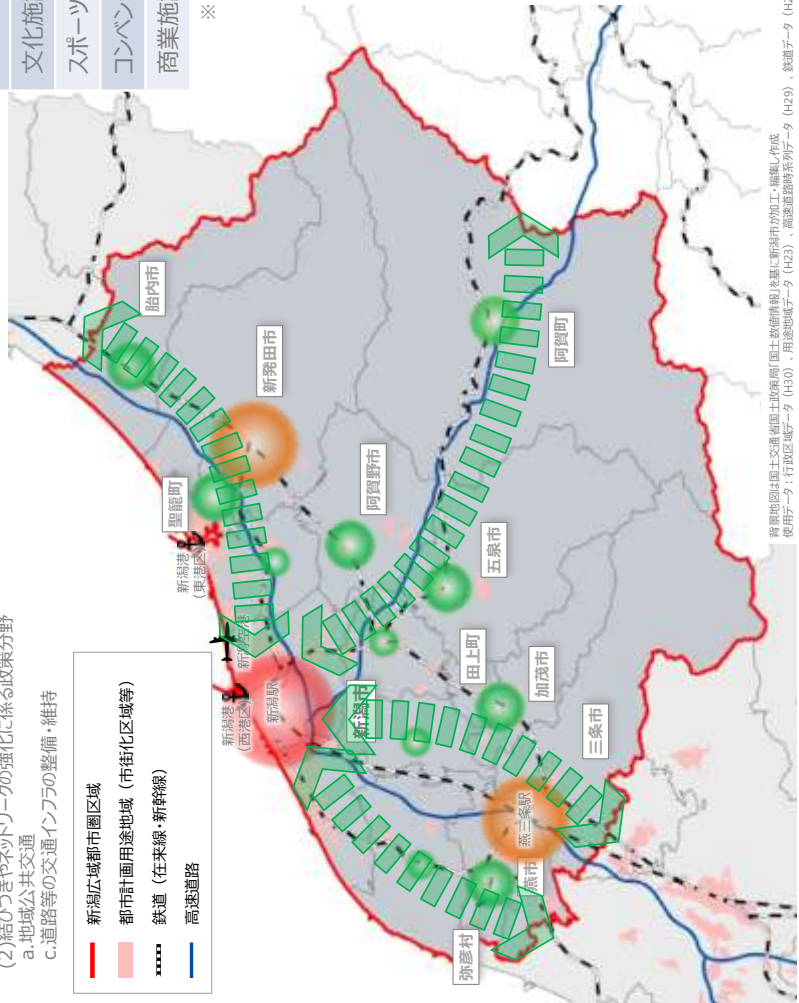 (2)結びつきやネットワークの強化に係る政策分野
a.地域公共交通
c.道路等の交通インフラの整備・維持
新潟広域都市圏区域
都市計画用途地域（市街化区域等）
鉄道（在来線・新幹線）
高速道路
文化施
スポーツ
コンベン
商業施
※
胎内市
新発田市
聖籠町
新潟港
（東港区）
阿賀野市
阿賀町
五泉市
新潟空港
新潟港
（西港区）
新潟駅
新潟市
田上町
加茂市
三条市
燕三条駅
燕市
弥彦村
背景地図は国土交通省国土政策局「国土数値情報」を基に新潟市が加工・編集し作成
使用データ：行政区域データ（H30）、用途地域データ（H23）、高速道路時系列データ（H29）、鉄道データ（H2